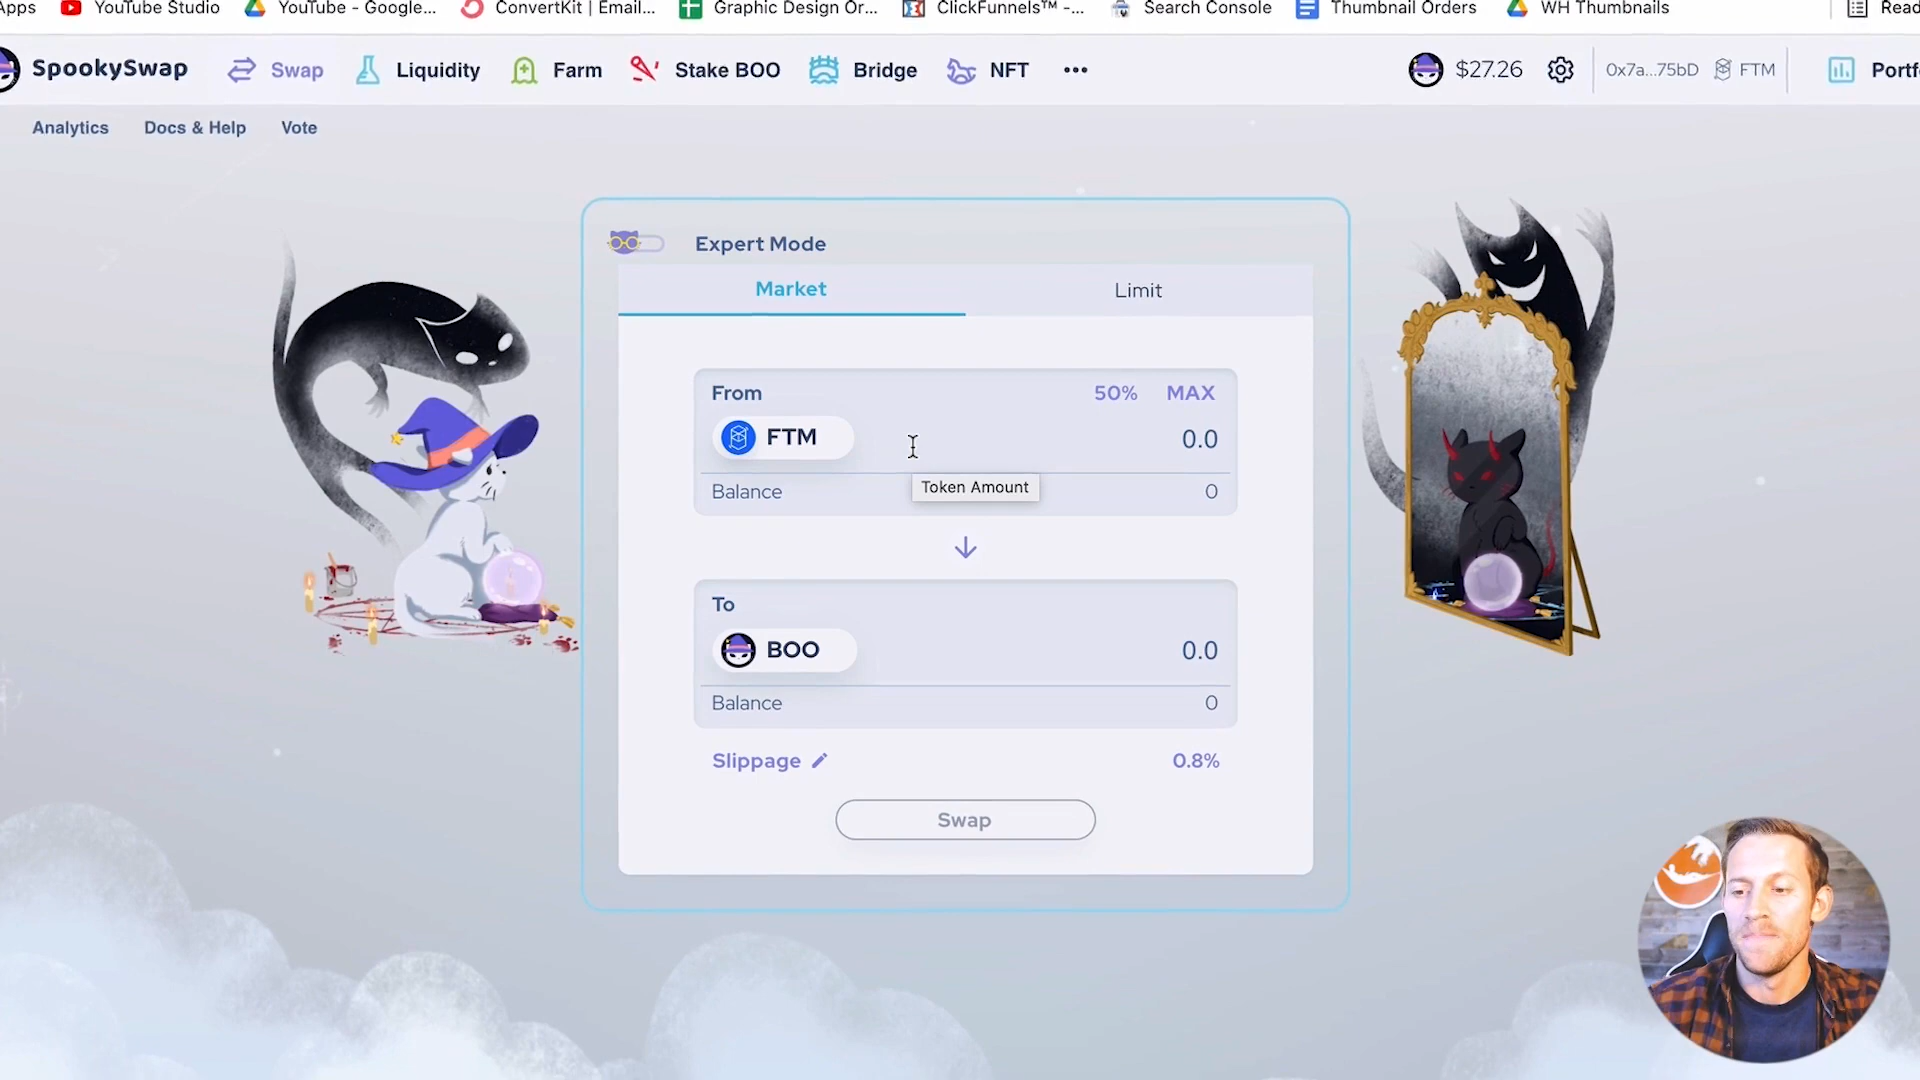 Apps YouTube Studio YouTube - Google... ConvertKit | Email... Graphic Design Or... ClickFunnels™ -... Search Console Thumbnail Orders WH Thumbnails Read
SpookySwap Swap Liquidity Farm Stake BOO Bridge NFT ••• $27.26 0x7a...75bD FTM Portf
Analytics Docs & Help Vote
Expert Mode
Market Limit
From 50% MAX
FTM 0.0
Token Amount
Balance 0
To
BOO 0.0
Balance 0
Slippage 0.8%
Swap